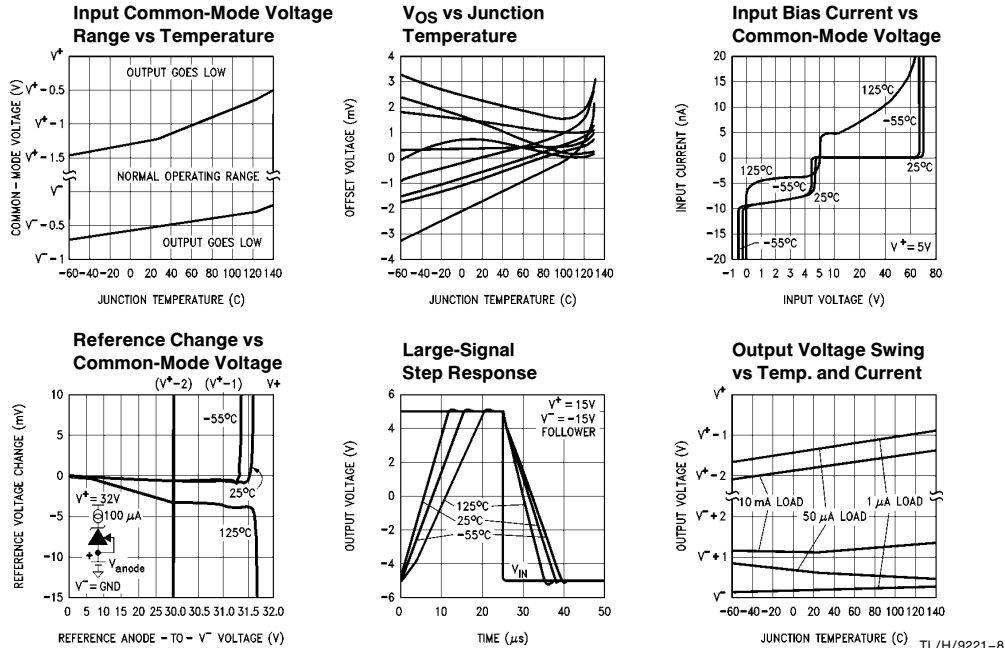 Input Common-Mode Voltage
Range vs Temperature
COMMON-MODE VOLTAGE (V)
V+
V+ -0.5
V+ -1
V+ -1.5
V-
V- -0.5
V- -1
OUTPUT GOES LOW
NORMAL OPERATING RANGE
OUTPUT GOES LOW
-60 -40 -20 0 20 40 60 80 100 120 140
JUNCTION TEMPERATURE (C)
VOS vs Junction
Temperature
OFFSET VOLTAGE (mV)
4
3
2
1
0
-1
-2
-3
-4
-60 -40 -20 0 20 40 60 80 100 120 140
JUNCTION TEMPERATURE (C)
Input Bias Current vs
Common-Mode Voltage
INPUT CURRENT (nA)
20
15
10
5
0
-5
-10
-15
-20
125°C
-55°C
25°C
125°C
-55°C
25°C
-55°C
V+ = 5V
-1 0 1 2 3 4 5 10 20 40 60 80
INPUT VOLTAGE (V)
Reference Change vs
Common-Mode Voltage
(V+-2) (V+-1) V+
REFERENCE VOLTAGE CHANGE (mV)
10
5
0
-5
-10
-15
-55°C
25°C
125°C
V+ = 32V
100 μA
+
Vanode
V- = GND
0 5 10 15 25 30.0 30.5 31.0 31.5 32.0
REFERENCE ANODE - TO - V- VOLTAGE (V)
Large-Signal
Step Response
OUTPUT VOLTAGE (V)
6
4
2
0
-2
-4
-6
V+ = 15V
V- = -15V
FOLLOWER
125°C
25°C
-55°C
VIN
0 10 20 30 40 50
TIME (μs)
Output Voltage Swing
vs Temp. and Current
OUTPUT VOLTAGE (V)
V+
V+ -1
V+ -2
V- +2
V- +1
V-
10 mA LOAD
1 μA LOAD
50 μA LOAD
-60 -40 -20 0 20 40 60 80 100 120 140
JUNCTION TEMPERATURE (C)
TL/H/9221-8